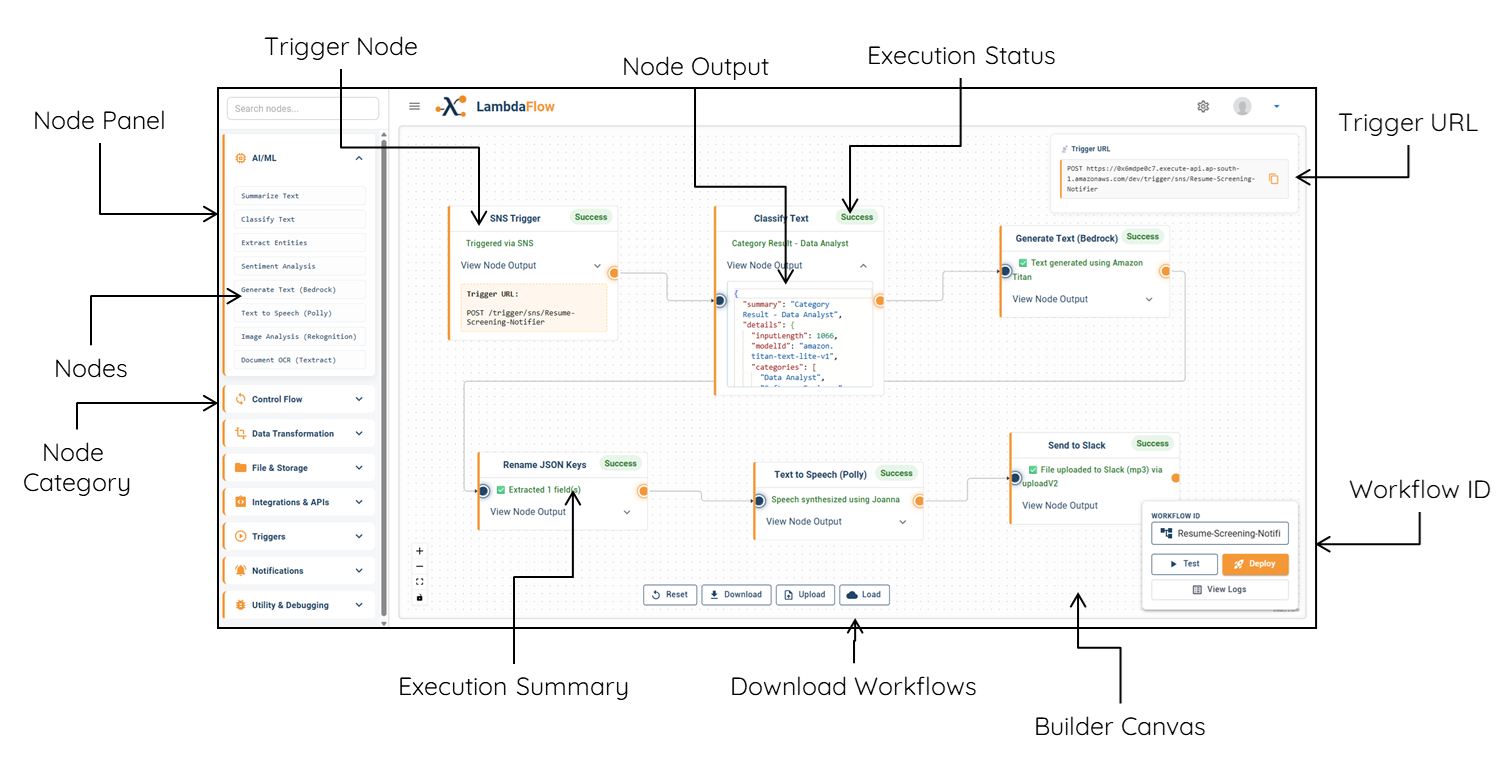 Trigger Node
Node Output
Execution Status
Node Panel
Trigger URL
Nodes
Node
Category
Workflow ID
Execution Summary
Download Workflows
Builder Canvas
Search nodes...
LambdaFlow
AI/ML
Summarize Text
Classify Text
Extract Entities
Sentiment Analysis
Generate Text (Bedrock)
Text to Speech (Polly)
Image Analysis (Rekognition)
Document OCR (Textract)
Control Flow
Data Transformation
File & Storage
Integrations & APIs
Triggers
Notifications
Utility & Debugging
Trigger URL
POST https://0x6mdpe0c7.execute-api.ap-south-
1.amazonaws.com/dev/trigger/sns/Resume-Screening-
Notifier
SNS Trigger
Success
Triggered via SNS
View Node Output
Trigger URL:
POST /trigger/sns/Resume-
Screening-Notifier
Classify Text
Success
Category Result - Data Analyst
View Node Output
{
"summary": "Category
Result - Data Analyst",
"details": {
"inputLength": 1066,
"modelId": "amazon.
titan-text-lite-v1",
"categories": [
"Data Analyst",
Generate Text (Bedrock)
Success
Text generated using Amazon
Titan
View Node Output
Rename JSON Keys
Success
Extracted 1 field(s)
View Node Output
Text to Speech (Polly)
Success
Speech synthesized using Joanna
View Node Output
Send to Slack
Success
File uploaded to Slack (mp3) via
uploadV2
View Node Output
WORKFLOW ID
Resume-Screening-Notifi
Test
Deploy
View Logs
Reset
Download
Upload
Load